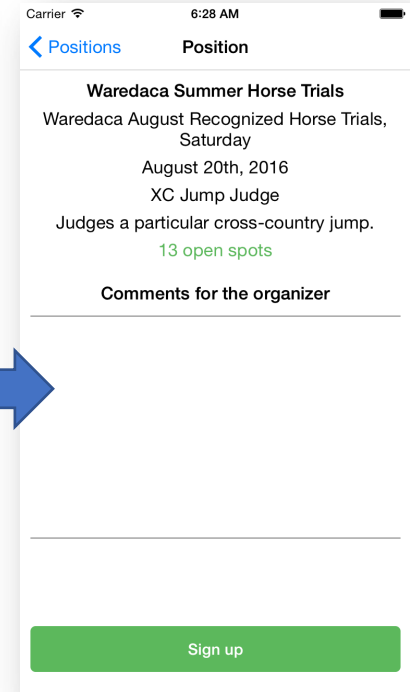 Carrier 6:28 AM
Positions Position
Waredaca Summer Horse Trials
Waredaca August Recognized Horse Trials,
Saturday
August 20th, 2016
XC Jump Judge
Judges a particular cross-country jump.
13 open spots
Comments for the organizer
Sign up